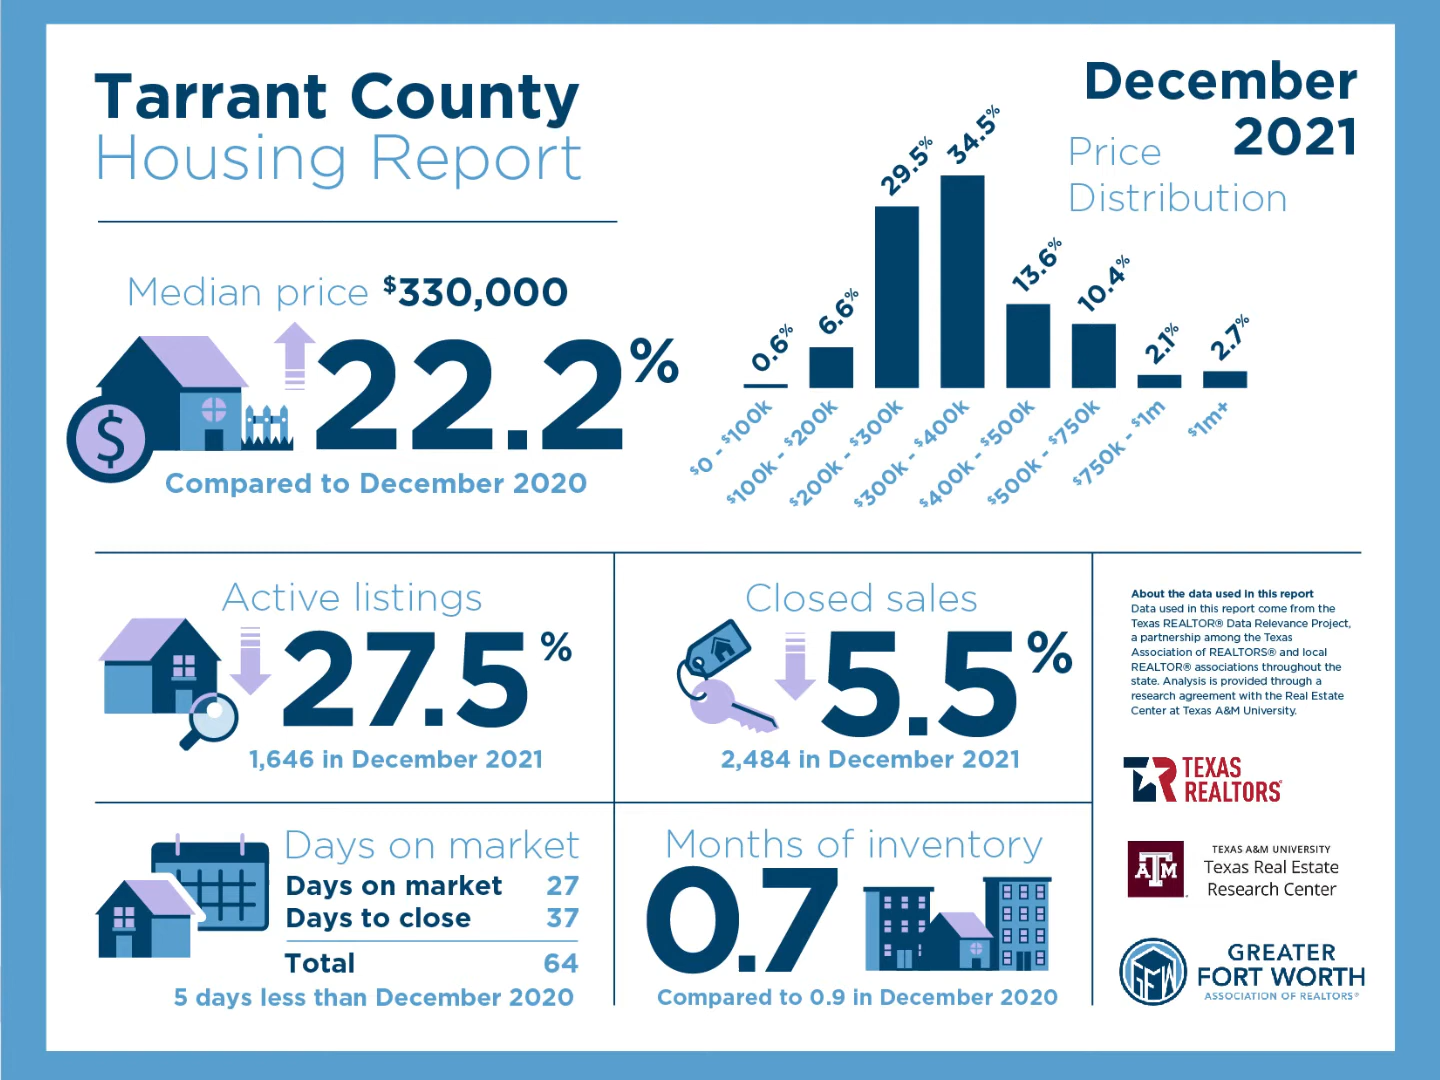 Tarrant County
Housing Report
December
2021
Price
Distribution
Median price $330,000
22.2%
Compared to December 2020
$
0.6%
6.6%
29.5%
34.5%
13.6%
10.4%
2.1%
2.7%
$0 - $100k
$100k - $200k
$200k - $300k
$300k - $400k
$400k - $500k
$500k - $750k
$750k - $1m
$1m+
Active listings
27.5%
1,646 in December 2021
Closed sales
5.5%
2,484 in December 2021
Days on market
Days on market 27
Days to close 37
Total 64
5 days less than December 2020
Months of inventory
0.7
Compared to 0.9 in December 2020
About the data used in this report
Data used in this report come from the
Texas REALTOR® Data Relevance Project,
a partnership among the Texas
Association of REALTORS® and local
REALTOR® associations throughout the
state. Analysis is provided through a
research agreement with the Real Estate
Center at Texas A&M University.
TR TEXAS
REALTORS®
ATM
TEXAS A&M UNIVERSITY
Texas Real Estate
Research Center
GFW
GREATER
FORT WORTH
ASSOCIATION OF REALTORS®